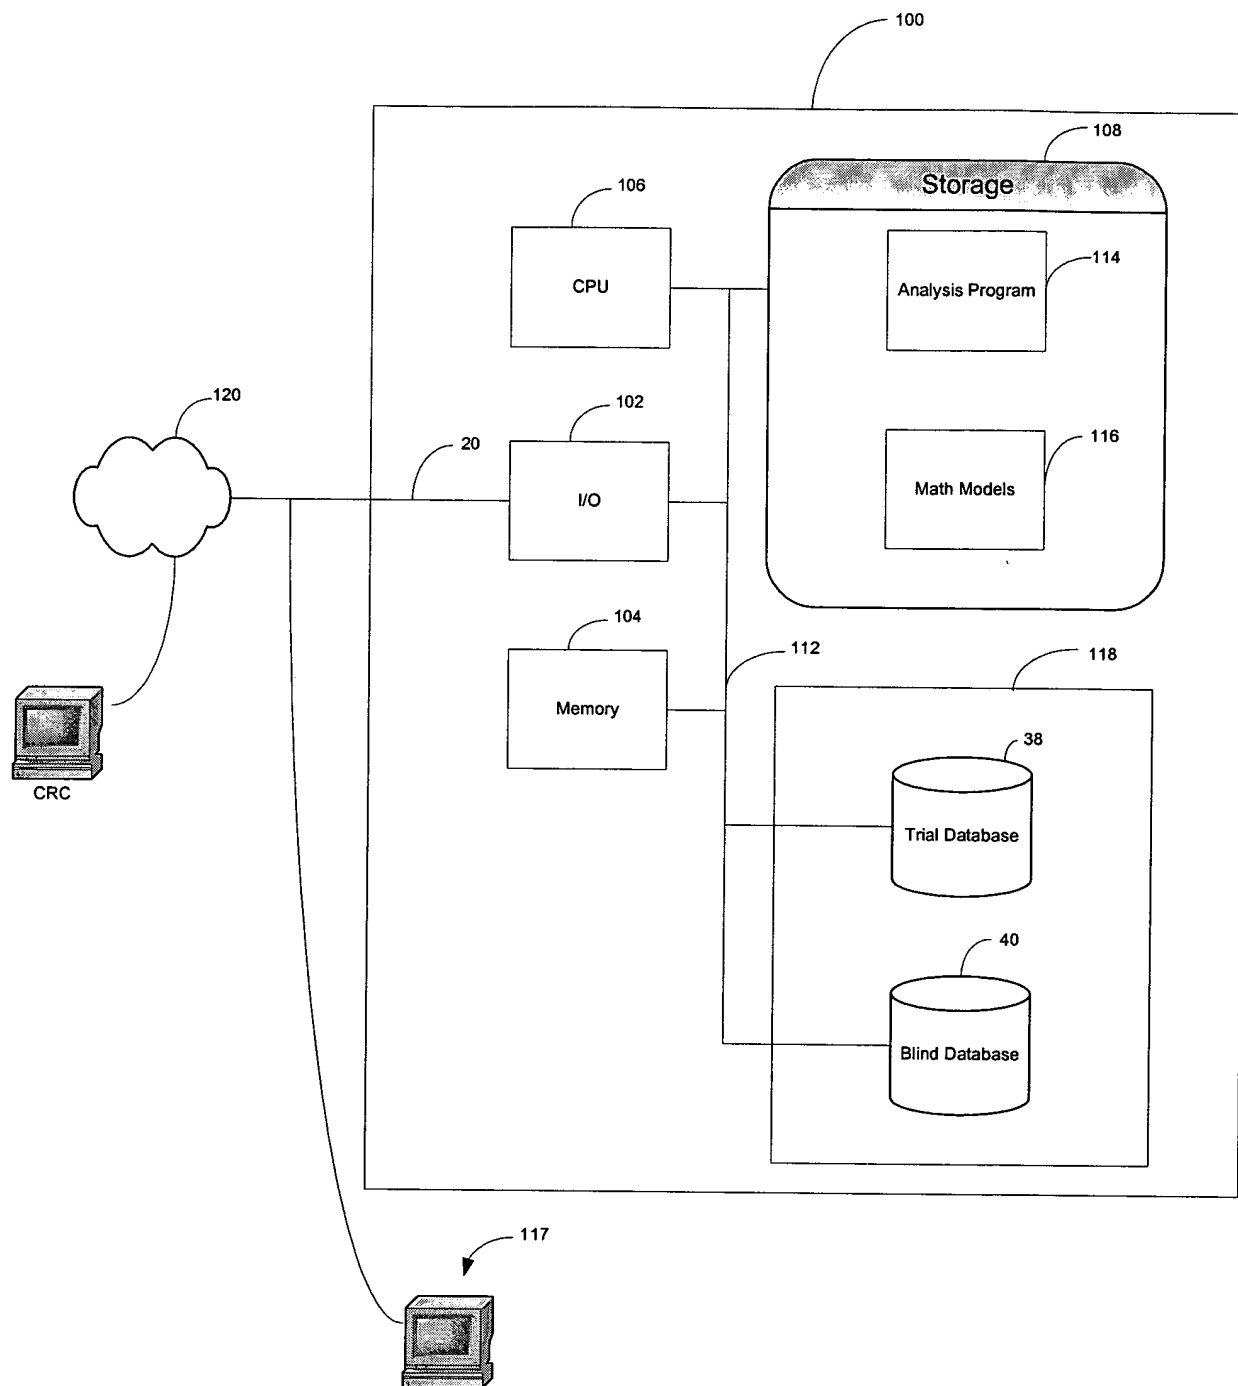 100
108
Storage
106
CPU
114
Analysis Program
120
102
20
I/O
116
Math Models
104
112
118
Memory
38
CRC
Trial Database
40
Blind Database
117